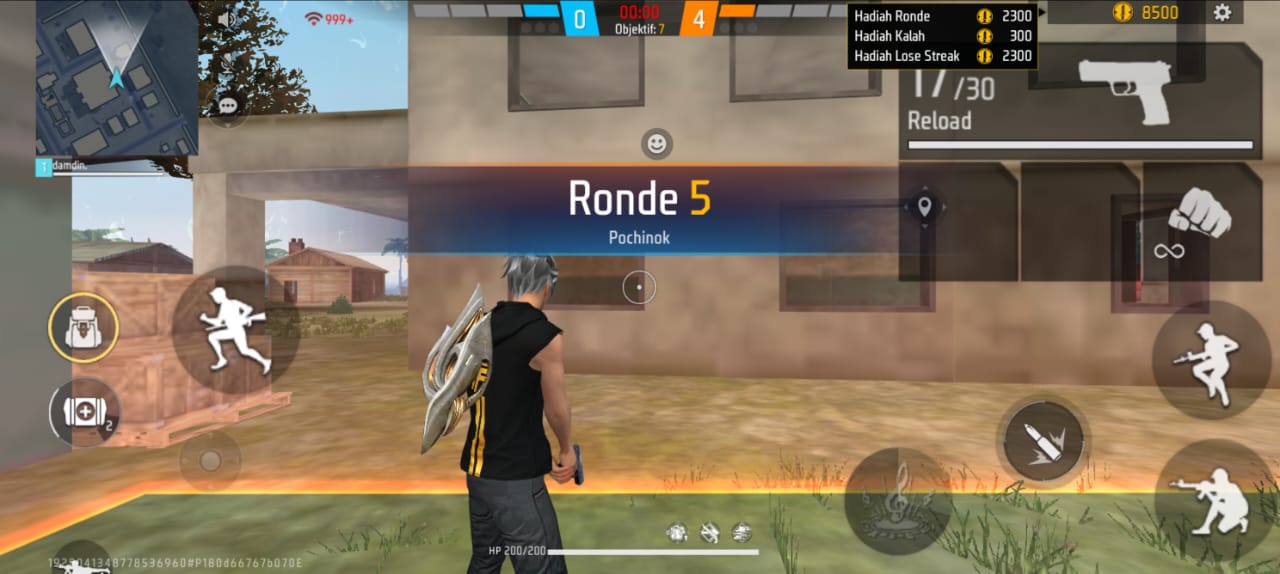 999+
0
00:00
Objektif: 7
4
Hadiah Ronde 2300
Hadiah Kalah 300
Hadiah Lose Streak 2300
8500
17/30
Reload
1 damdin.
Ronde 5
Pochinok
∞
2
HP 200/200